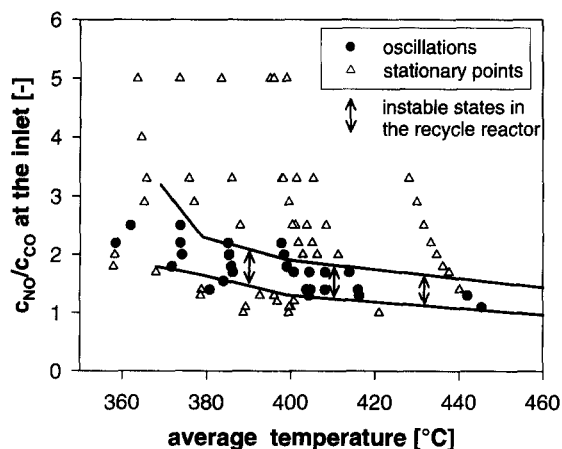 6
5
4
3
2
1
0
c_NO/c_CO at the inlet [-]
oscillations
stationary points
instable states in
the recycle reactor
360 380 400 420 440 460
average temperature [°C]